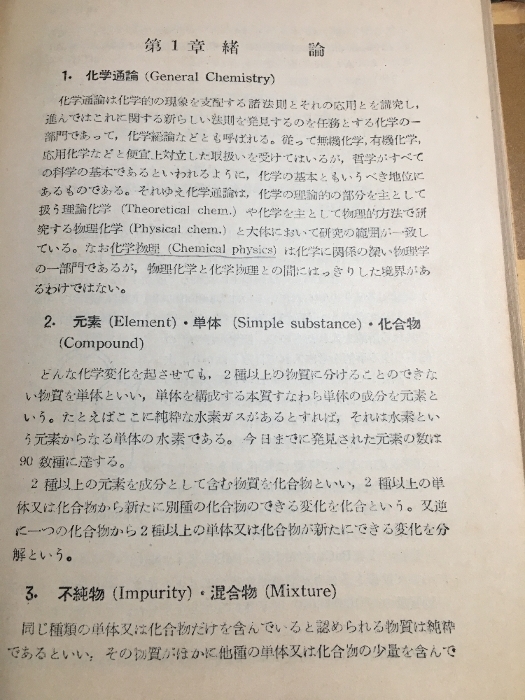 第1章 緒論
1. 化学通論 (General Chemistry)
化学通論は化学的の現象を支配する諸法則とそれの応用とを講究し，
進んではこれに関する新らしい法則を発見するのを任務とする化学の一
部門であって，化学総論などとも呼ばれる。従って無機化学，有機化学，
応用化学などと便宜上対立した取扱いを受けてはいるが，哲学がすべて
の科学の基本であるといわれるように，化学の基本ともいうべき地位に
あるものである。それゆえ化学通論は，化学の理論的の部分を主として
扱う理論化学 (Theoretical chem.) や化学を主として物理的方法で研
究する物理化学 (Physical chem.) と大体において研究の範囲が一致し
ている。なお化学物理 (Chemical physics) は化学に関係の深い物理学
の一部門であるが，物理化学と化学物理との間にはっきりした境界があ
るわけではない。
2. 元素 (Element)・単体 (Simple substance)・化合物
(Compound)
どんな化学変化を起させても，2種以上の物質に分けることのできな
い物質を単体といい，単体を構成する本質すなわち単体の成分を元素と
いう。たとえばここに純粋な水素ガスがあるとすれば，それは水素とい
う元素からなる単体の水素である。今日までに発見された元素の数は
90 数種に達する。
2 種以上の元素を成分として含む物質を化合物といい，2 種以上の単
体又は化合物から新たに別種の化合物のできる変化を化合という。又逆
に一つの化合物から2種以上の単体又は化合物が新たにできる変化を分
解という。
3. 不純物 (Impurity)・混合物 (Mixture)
同じ種類の単体又は化合物だけを含んでいると認められる物質は純粋
であるといい，その物質がほかに他種の単体又は化合物の少量を含んで